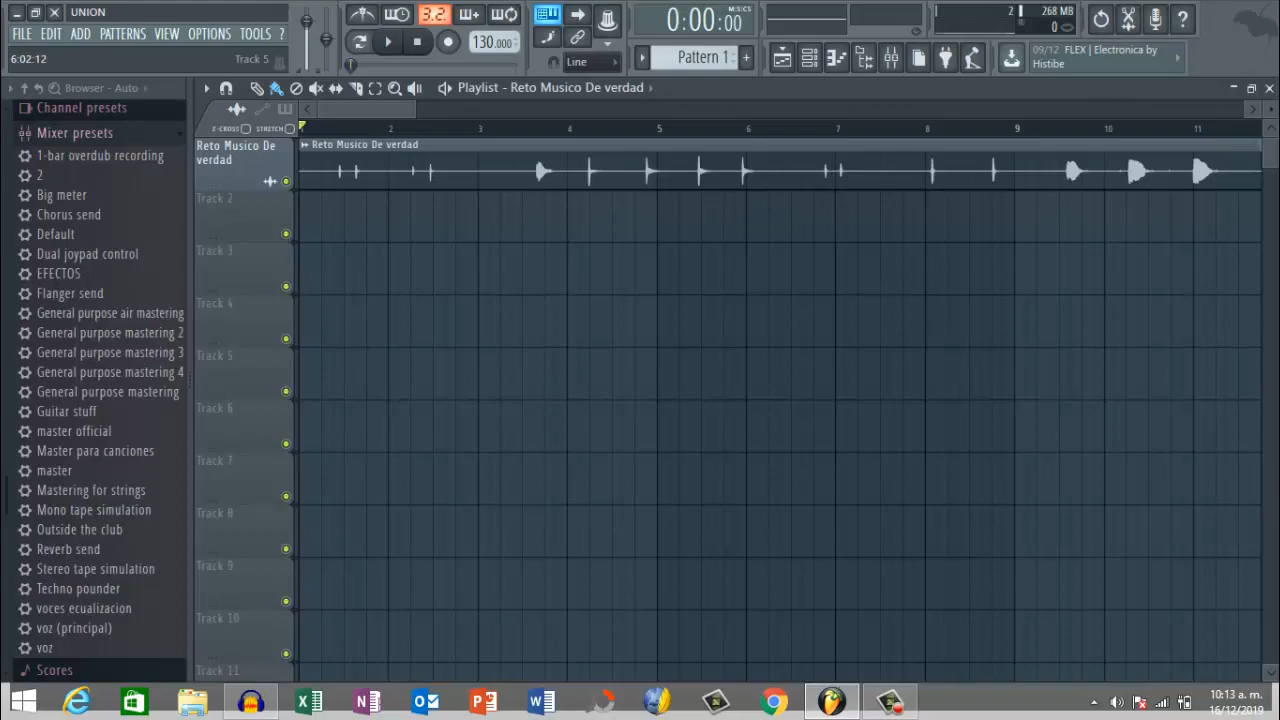 UNION
FILE EDIT ADD PATTERNS VIEW OPTIONS TOOLS ?
6:02:12 Track 5
3.2.
130.000
Line
0:00:00
M:S:CS
Pattern 1
2 268 MB
0
09/12 FLEX | Electronica by
Histibe
Browser - Auto
Playlist - Reto Musico De verdad
Channel presets
Mixer presets
1-bar overdub recording
2
Big meter
Chorus send
Default
Dual joypad control
EFECTOS
Flanger send
General purpose air mastering
General purpose mastering 2
General purpose mastering 3
General purpose mastering 4
General purpose mastering
Guitar stuff
master official
Master para canciones
master
Mastering for strings
Mono tape simulation
Outside the club
Reverb send
Stereo tape simulation
Techno pounder
voces ecualizacion
voz (principal)
voz
Scores
Z-CROSS STRETCH
2 3 4 5 6 7 8 9 10 11
Reto Musico De
verdad
Reto Musico De verdad
Track 2
Track 3
Track 4
Track 5
Track 6
Track 7
Track 8
Track 9
Track 10
Track 11
10:13 a. m.
16/12/2019